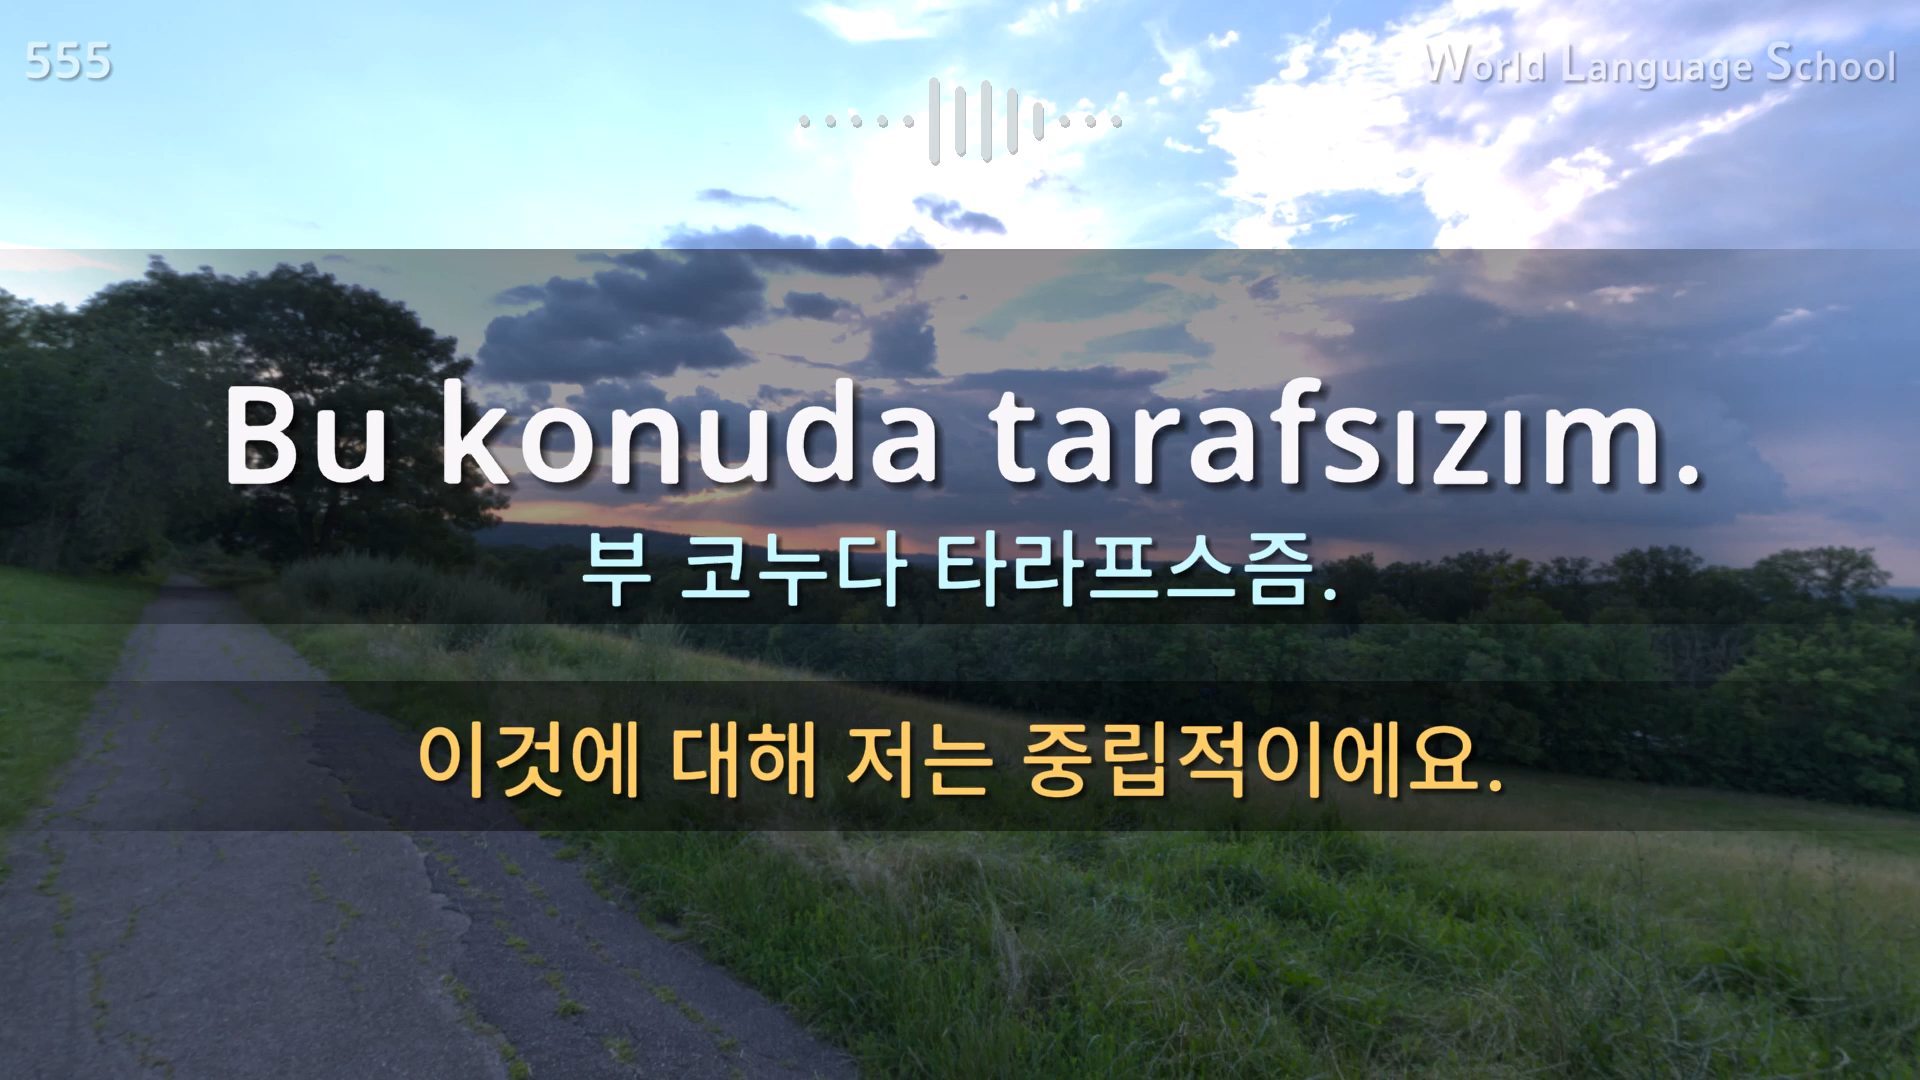 555
World Language School
Bu konuda tarafsızım.
부 코누다 타라프스즘.
이것에 대해 저는 중립적이에요.